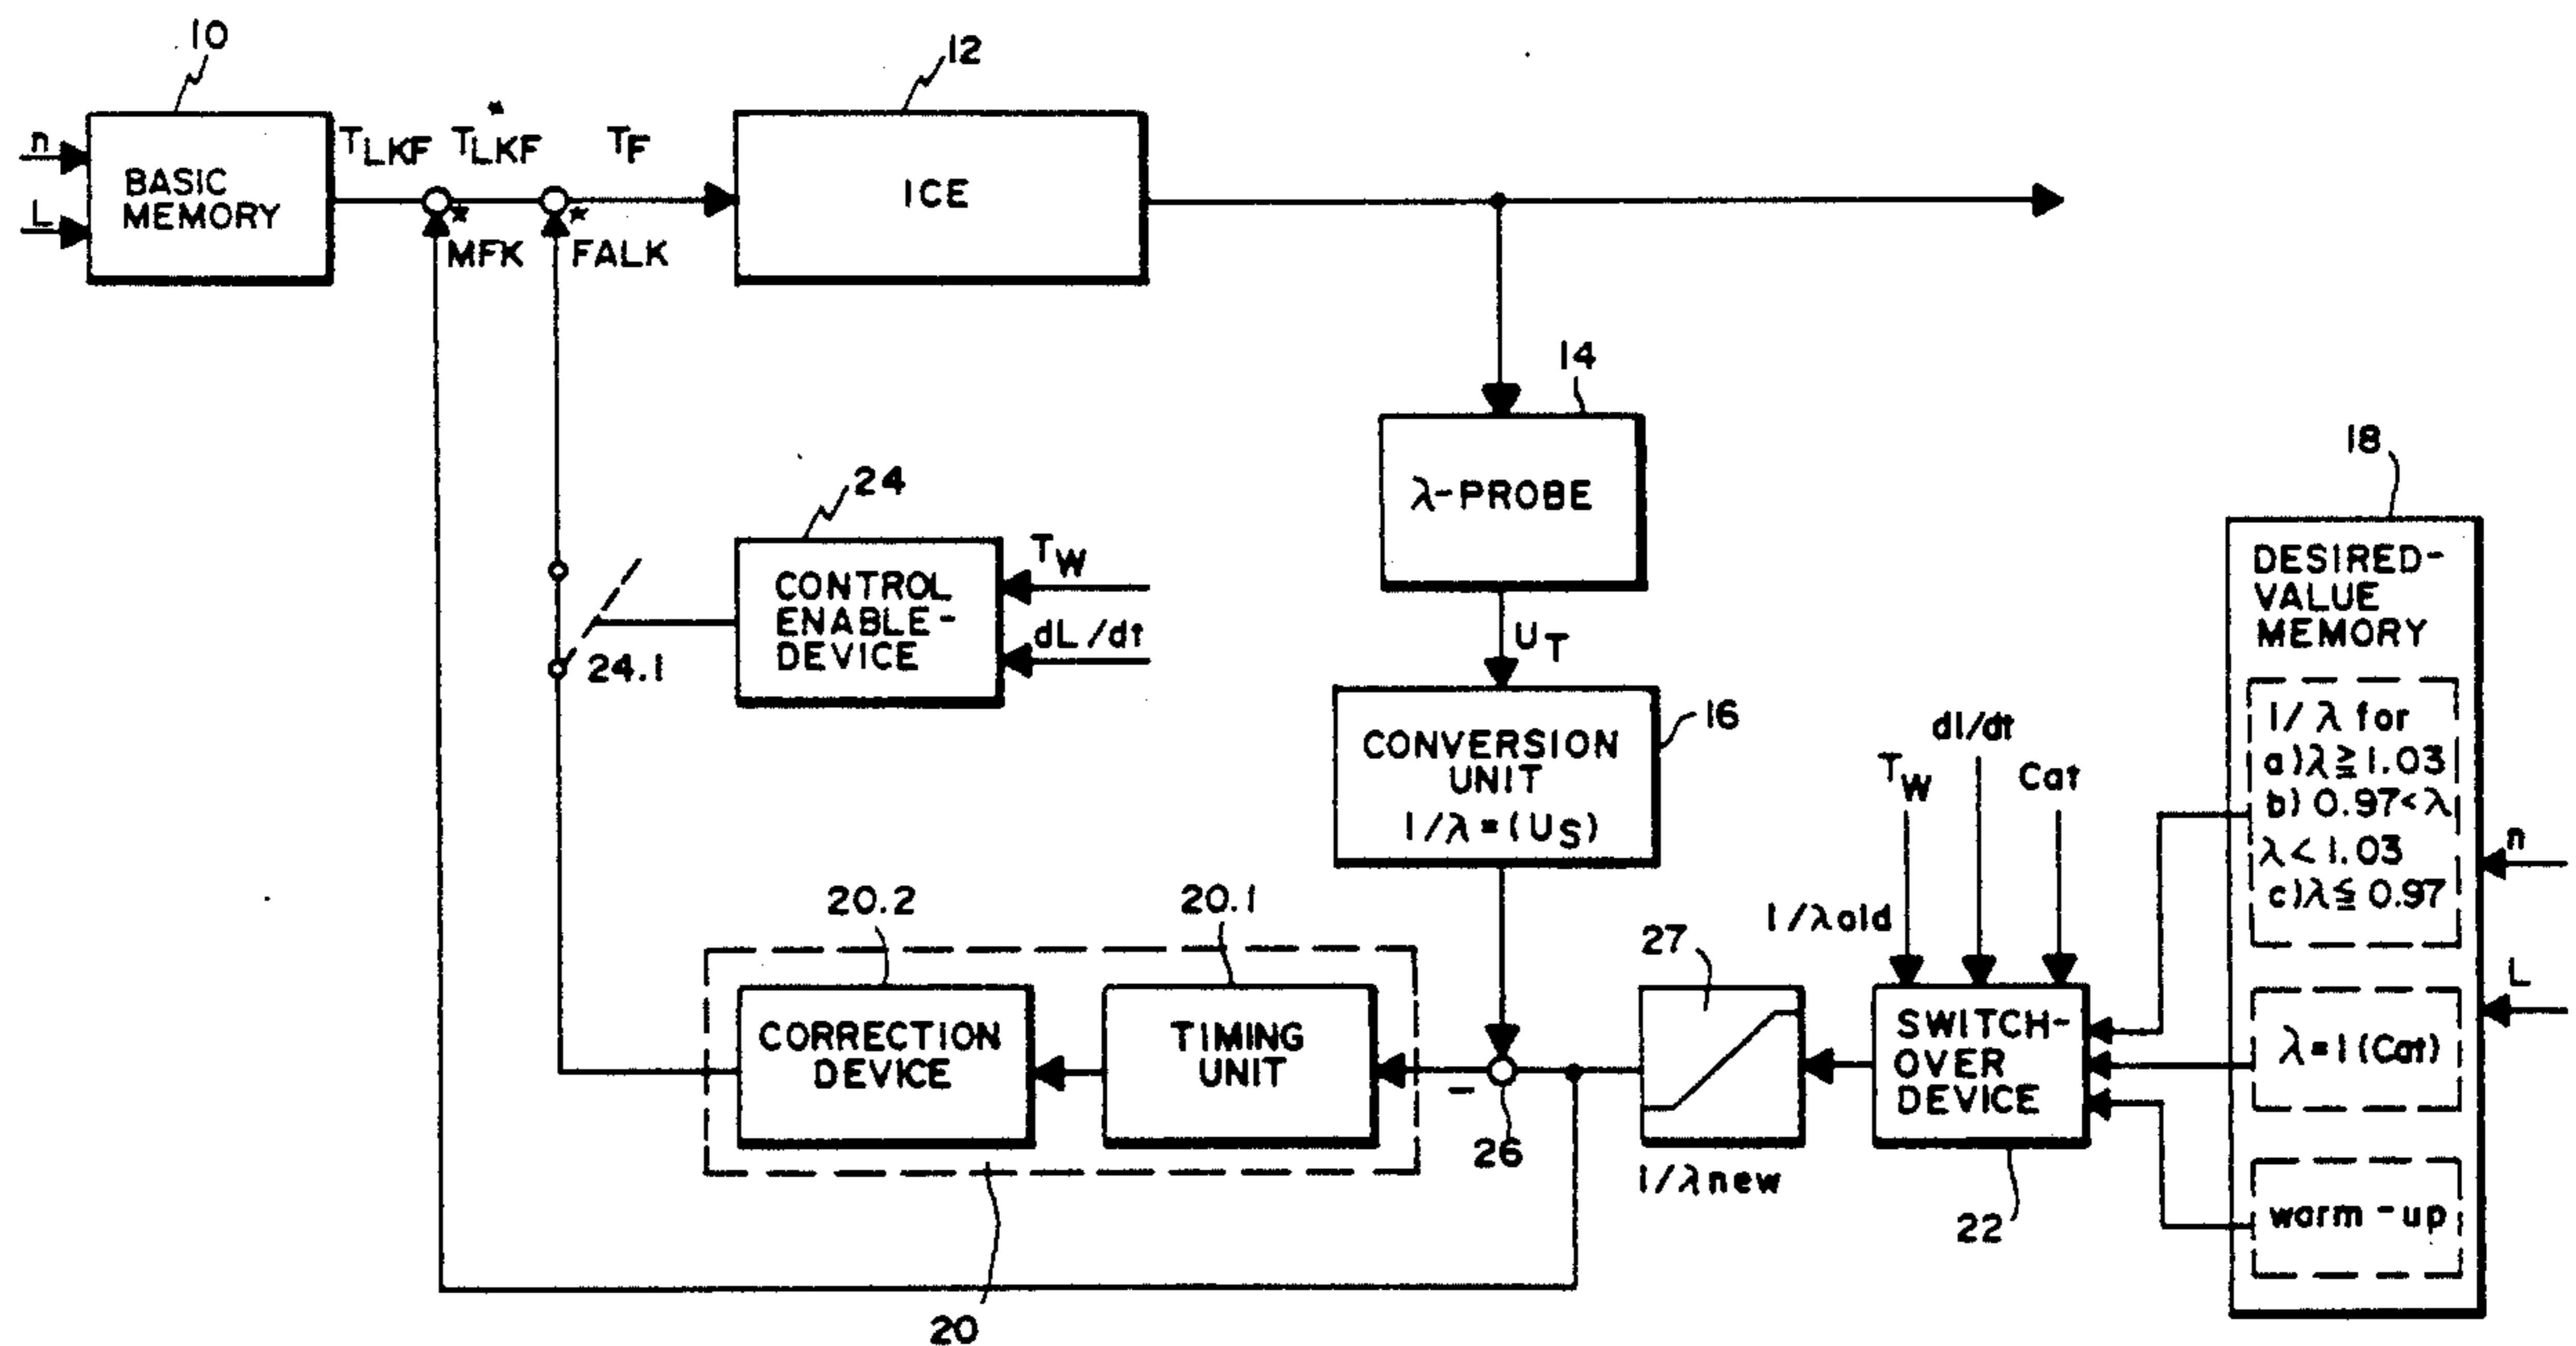 10
12
n
L
BASIC
MEMORY
TLKF
T*LKF
TF
*
*
MFK
FALK
ICE
14
λ-PROBE
UT
24
CONTROL
ENABLE-
DEVICE
TW
dL/dt
24.1
16
CONVERSION
UNIT
1/λ = (US)
18
DESIRED-
VALUE
MEMORY
1/λ for
a)λ≧1.03
b) 0.97<λ
λ< 1.03
c)λ≦ 0.97
n
L
λ=1 (Cat)
warm-up
TW
dl/dt
Cat
1/λold
27
SWITCH-
OVER
DEVICE
22
1/λnew
20.2
20.1
CORRECTION
DEVICE
TIMING
UNIT
-
26
20